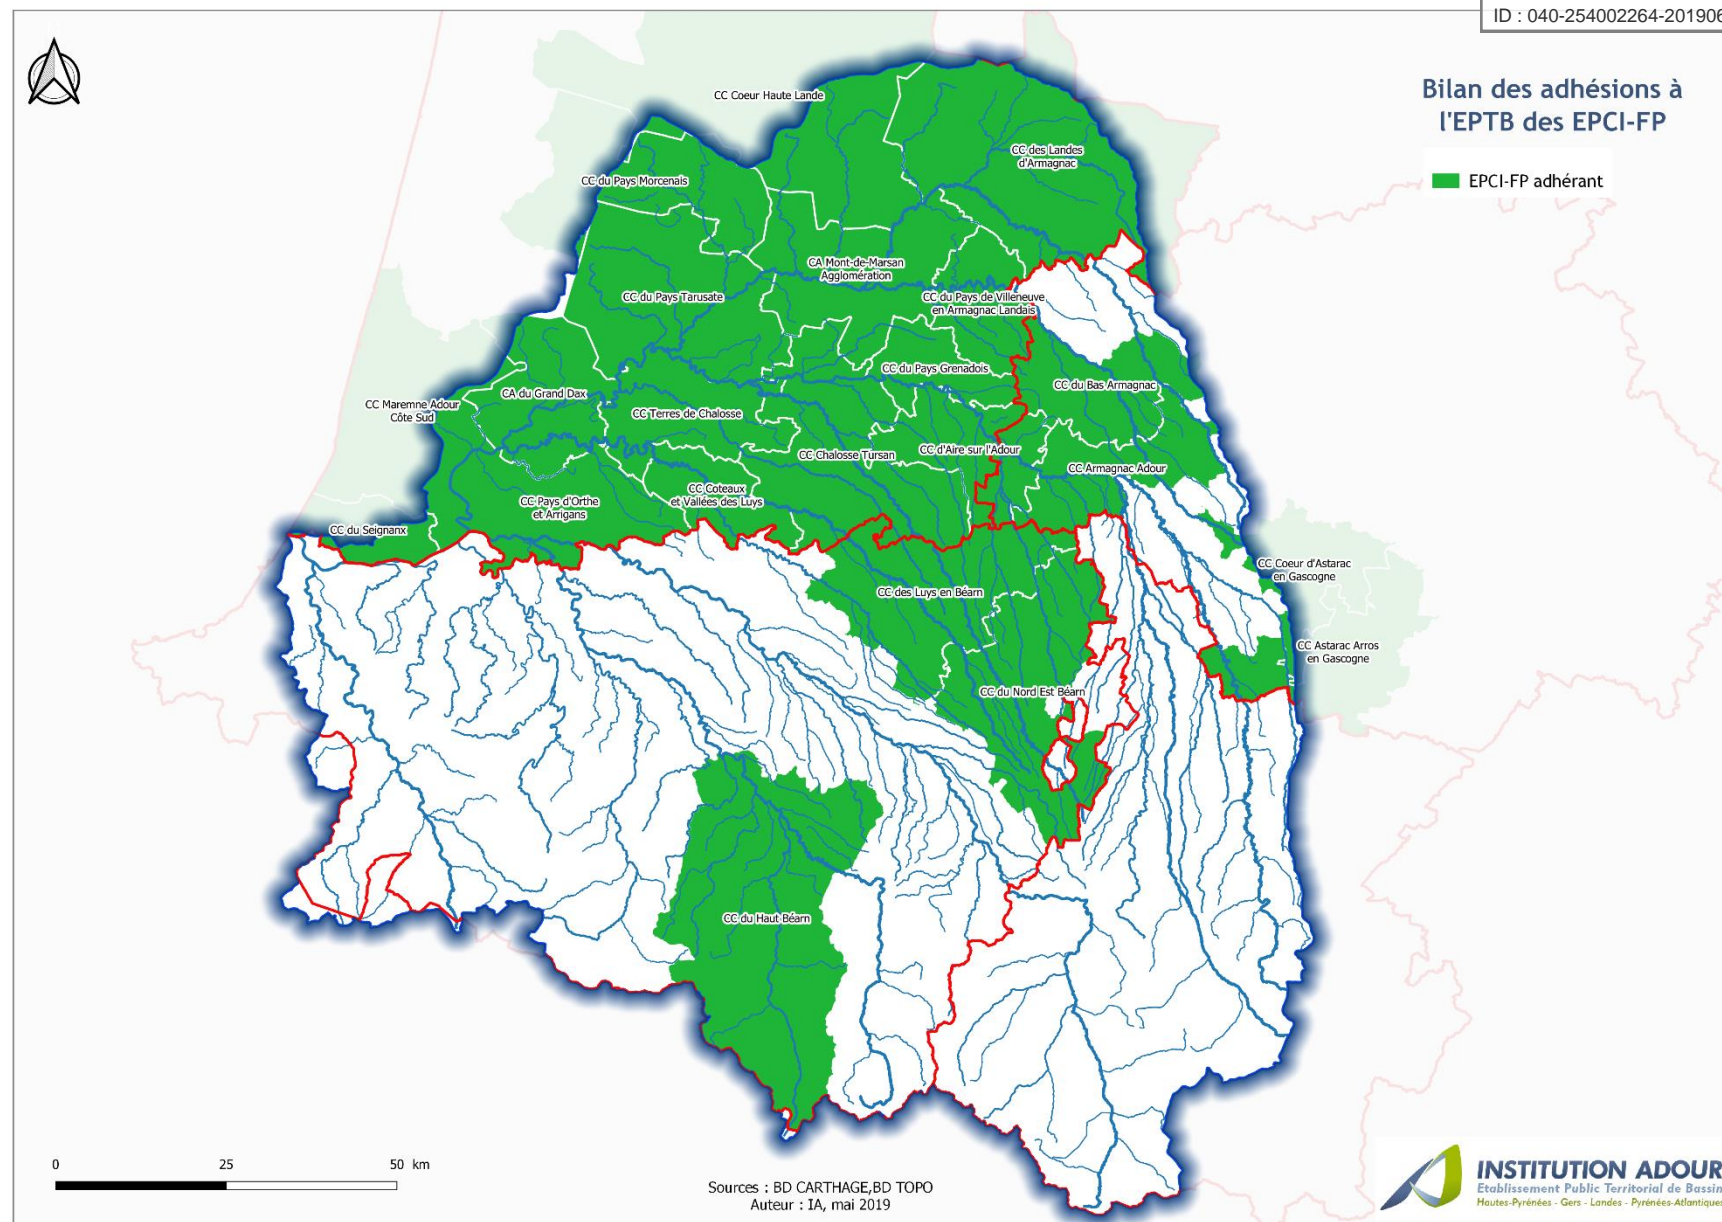 ID : 040-254002264-201906
Bilan des adhésions à
l'EPTB des EPCI-FP
EPCI-FP adhérant
CC Coeur Haute Lande
CC des Landes
d'Armagnac
CC du Pays Morcenais
CA Mont-de-Marsan
Agglomération
CC du Pays Tarusate
CC du Pays de Villeneuve
en Armagnac Landais
CC du Pays Grenadois
CC du Bas Armagnac
CA du Grand Dax
CC Maremne Adour
Côte Sud
CC Terres de Chalosse
CC Chalosse Tursan
CC d'Aire sur l'Adour
CC Armagnac Adour
CC Coteaux
et Vallées des Luys
CC Pays d'Orthe
et Arrigans
CC du Seignanx
CC Coeur d'Astarac
en Gascogne
CC des Luys en Béarn
CC Astarac Arros
en Gascogne
CC du Nord Est Béarn
CC du Haut Béarn
0 25 50 km
Sources : BD CARTHAGE,BD TOPO
Auteur : IA, mai 2019
INSTITUTION ADOUR
Etablissement Public Territorial de Bassin
Hautes-Pyrénées - Gers - Landes - Pyrénées-Atlantiques